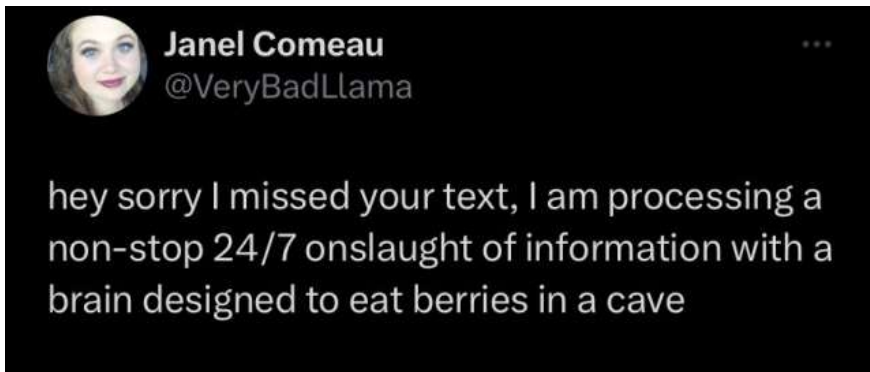 Janel Comeau
@VeryBadLlama
hey sorry I missed your text, I am processing a
non-stop 24/7 onslaught of information with a
brain designed to eat berries in a cave